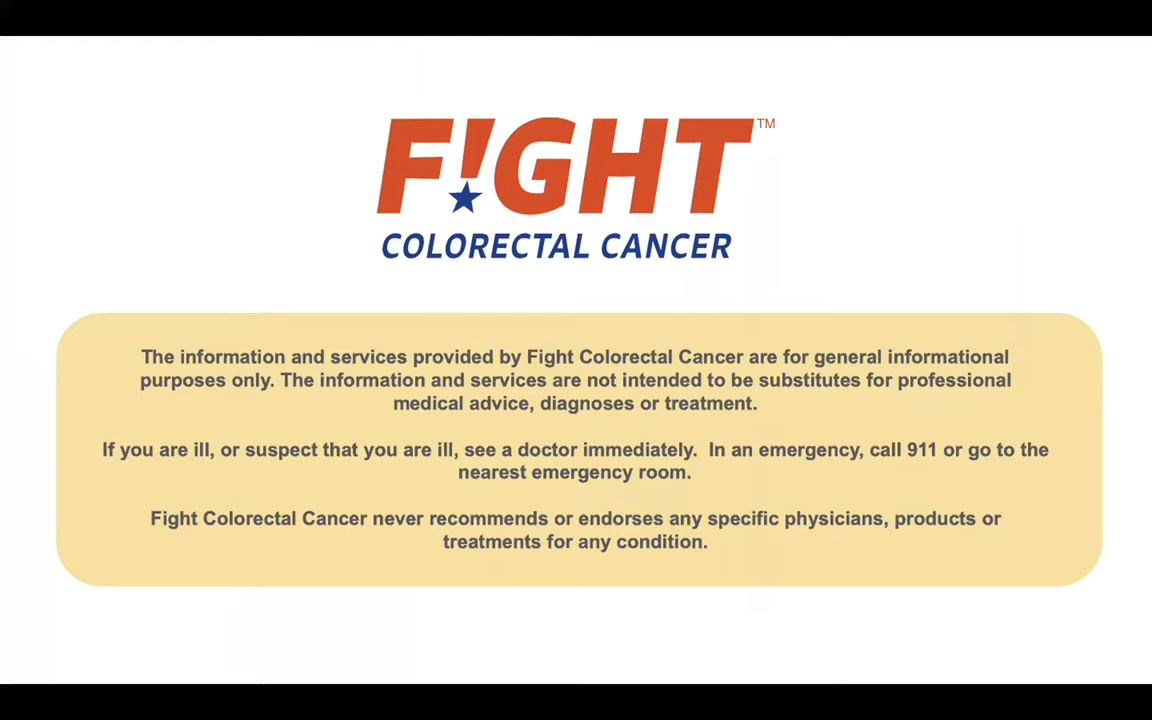 F!GHT™
COLORECTAL CANCER
The information and services provided by Fight Colorectal Cancer are for general informational
purposes only. The information and services are not intended to be substitutes for professional
medical advice, diagnoses or treatment.
If you are ill, or suspect that you are ill, see a doctor immediately.  In an emergency, call 911 or go to the
nearest emergency room.
Fight Colorectal Cancer never recommends or endorses any specific physicians, products or
treatments for any condition.